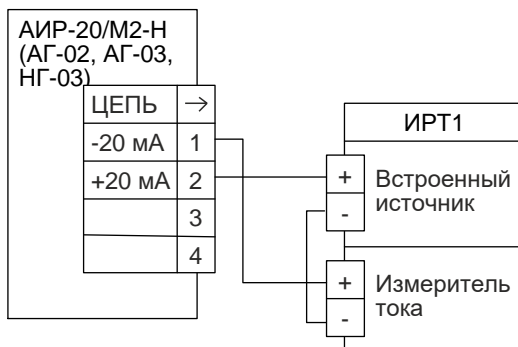 АИР-20/М2-Н
(АГ-02, АГ-03,
НГ-03)
ЦЕПЬ →
-20 мА 1
+20 мА 2
3
4
ИРТ1
+ Встроенный
- источник
+ Измеритель
- тока